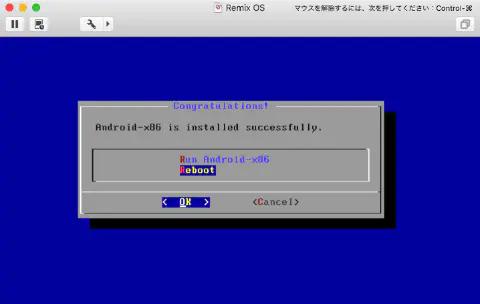 Remix OS
マウスを解除するには、次を押してください：Control-⌘
Congratulations!
Android-x86 is installed successfully.
Run Android-x86
Reboot
< OK > <Cancel>